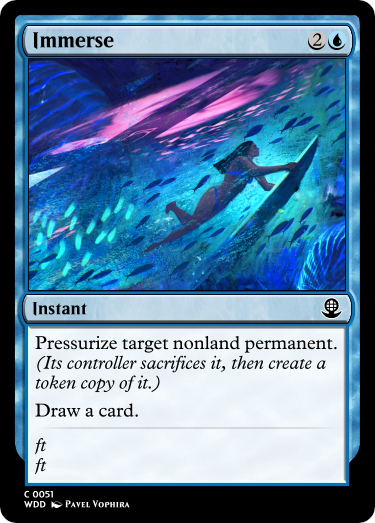 Immerse 2
Instant
Pressurize target nonland permanent.
(Its controller sacrifices it, then create a
token copy of it.)
Draw a card.
ft
ft
C 0051
WDD Pavel Vophira